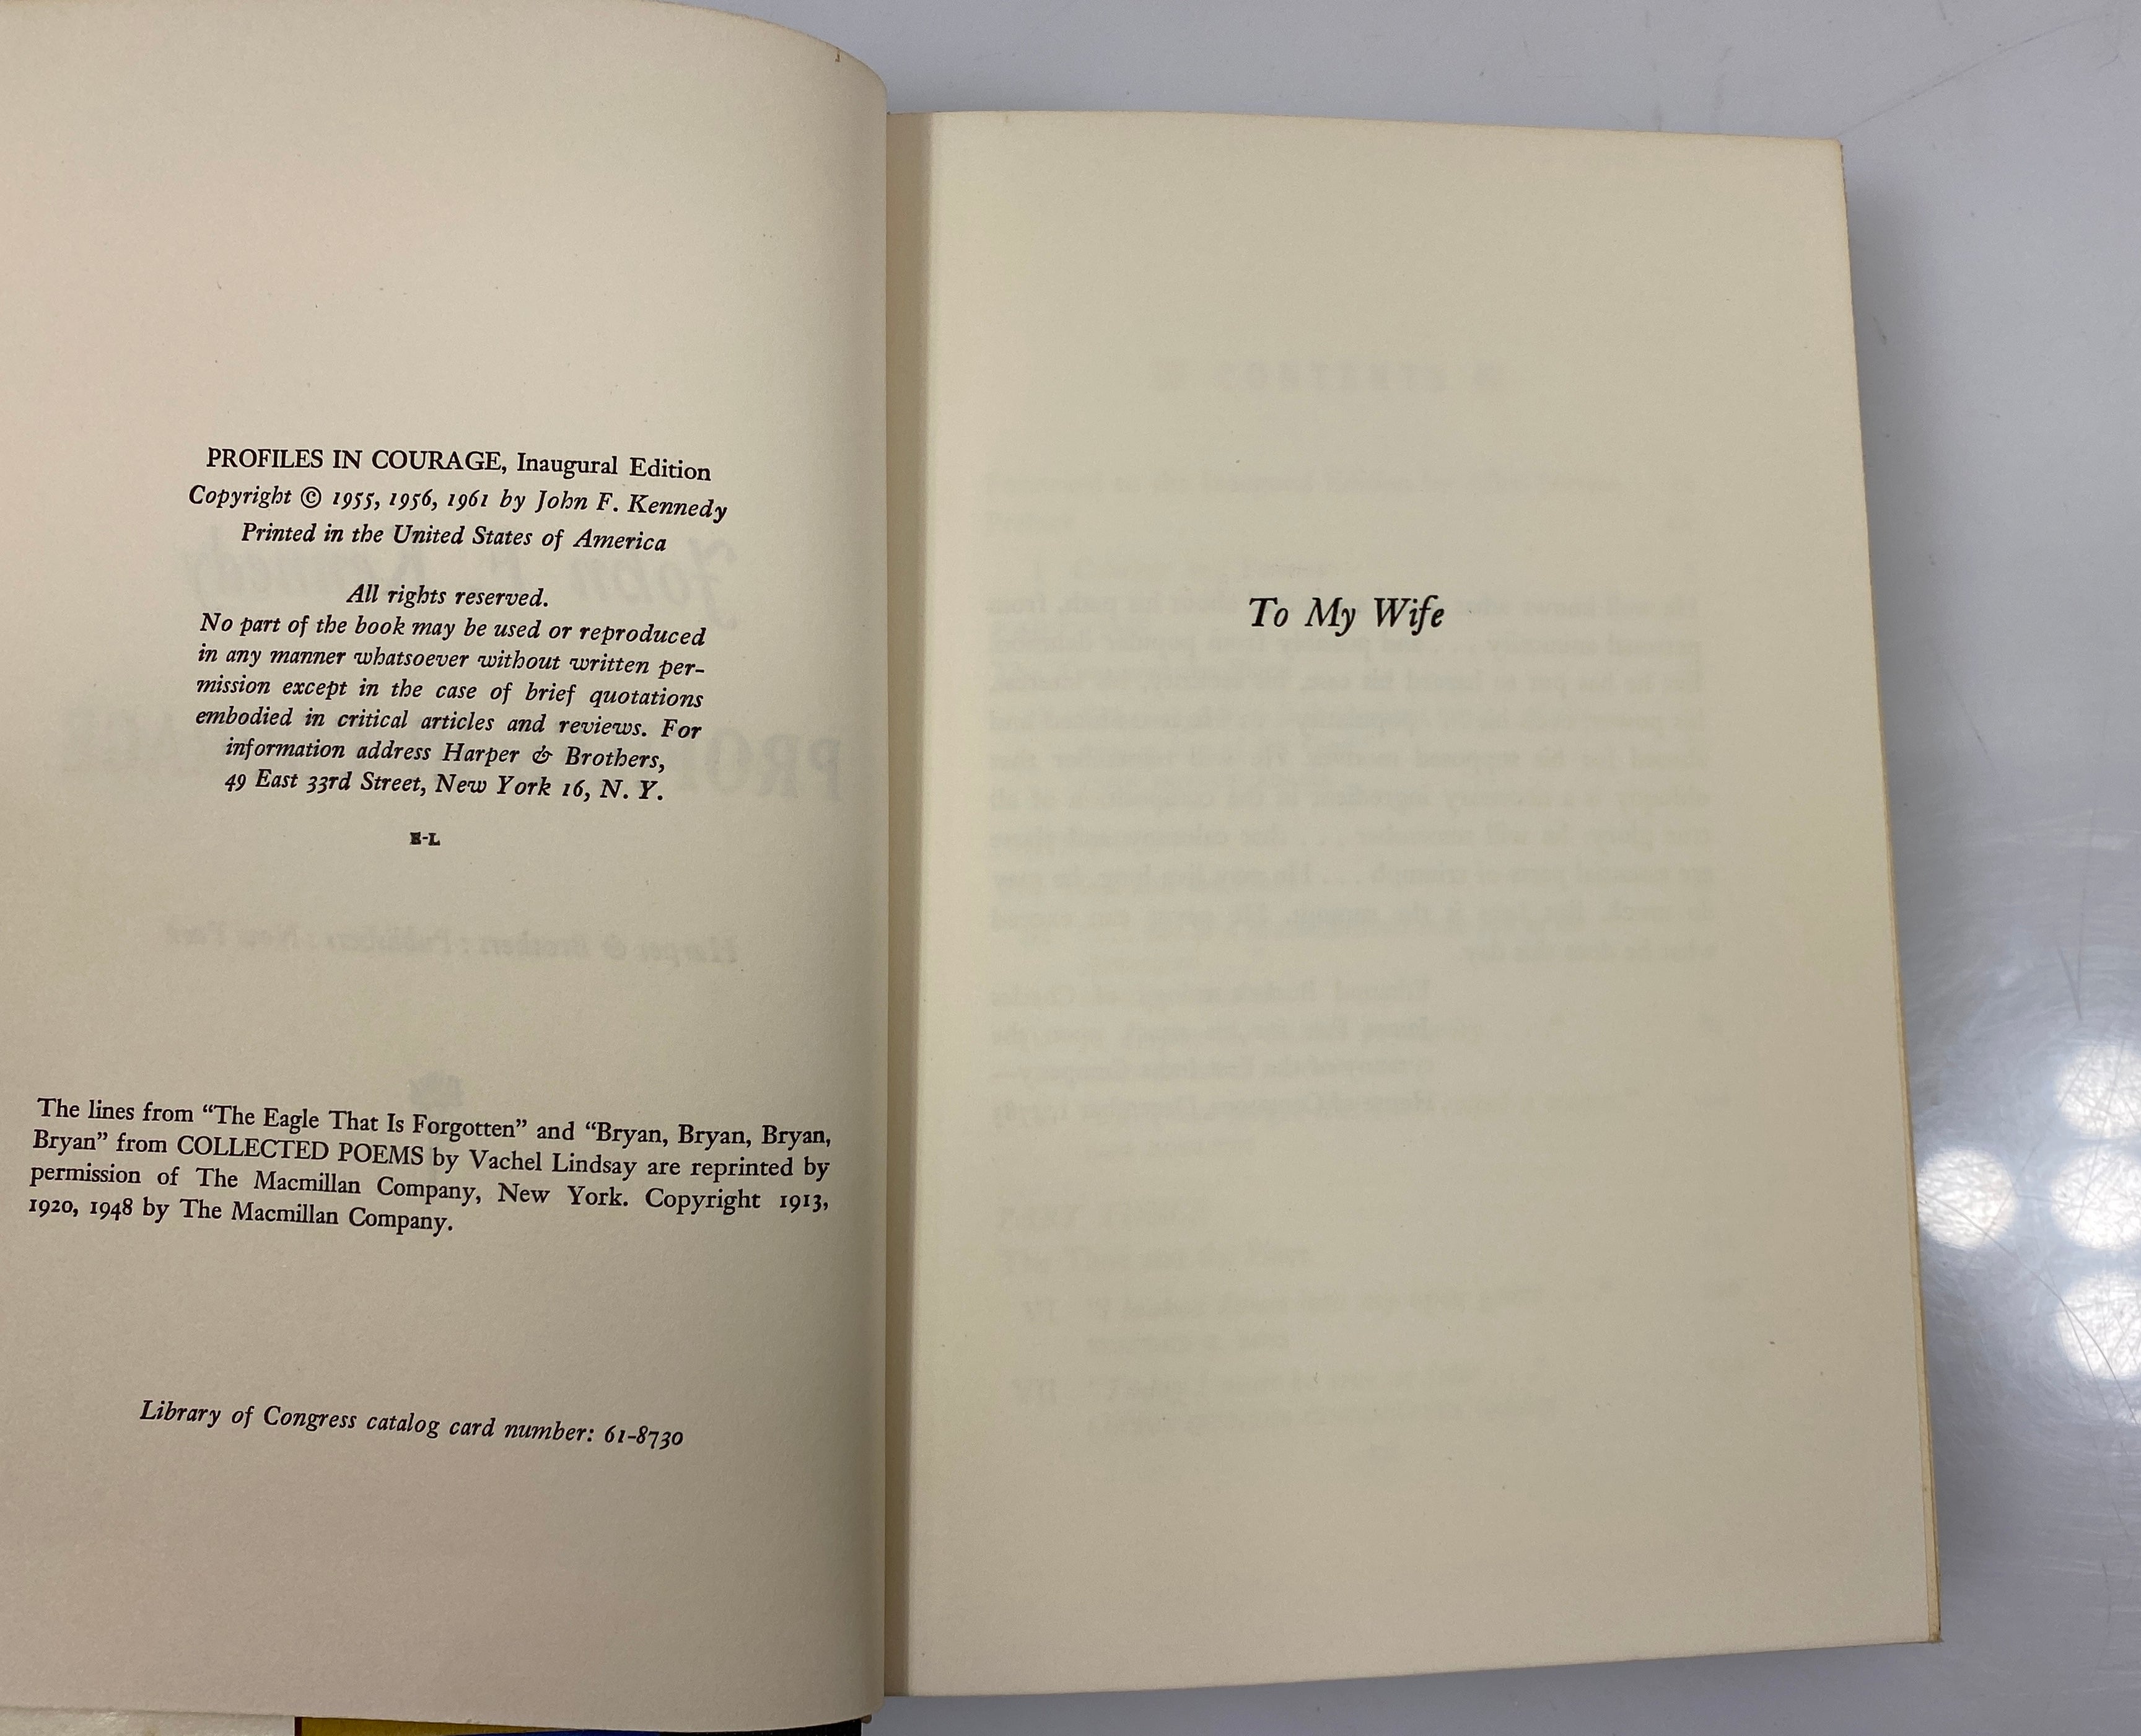 PROFILES IN COURAGE, Inaugural Edition
Copyright © 1955, 1956, 1961 by John F. Kennedy
Printed in the United States of America
All rights reserved.
No part of the book may be used or reproduced
in any manner whatsoever without written per-
mission except in the case of brief quotations
embodied in critical articles and reviews. For
information address Harper & Brothers,
49 East 33rd Street, New York 16, N. Y.
E-L
The lines from “The Eagle That Is Forgotten” and “Bryan, Bryan, Bryan,
Bryan” from COLLECTED POEMS by Vachel Lindsay are reprinted by
permission of The Macmillan Company, New York. Copyright 1913,
1920, 1948 by The Macmillan Company.
Library of Congress catalog card number: 61-8730
To My Wife